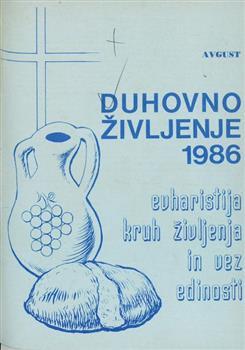 AVGUST
DUHOVNO
ŽIVLJENJE
1986
evharistija
kruh življenja
in vez
edinosti